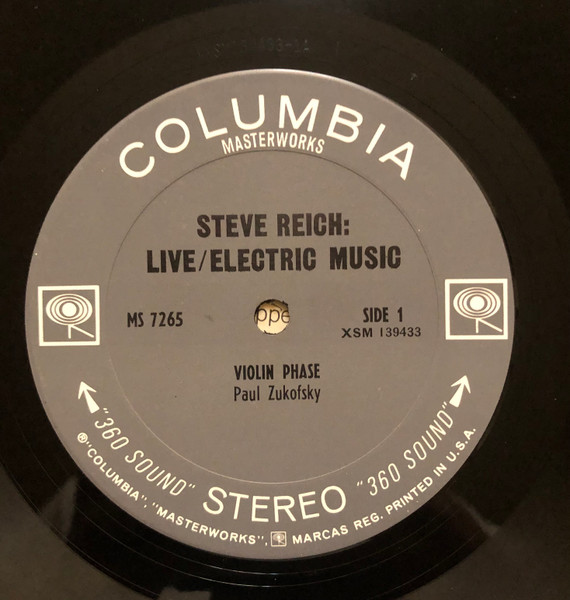 COLUMBIA
MASTERWORKS
STEVE REICH:
LIVE/ELECTRIC MUSIC
MS 7265
SIDE 1
XSM 139433
ppe
VIOLIN PHASE
Paul Zukofsky
"360 SOUND" STEREO "360 SOUND"
® "COLUMBIA", "MASTERWORKS", MARCAS REG. PRINTED IN U.S.A.